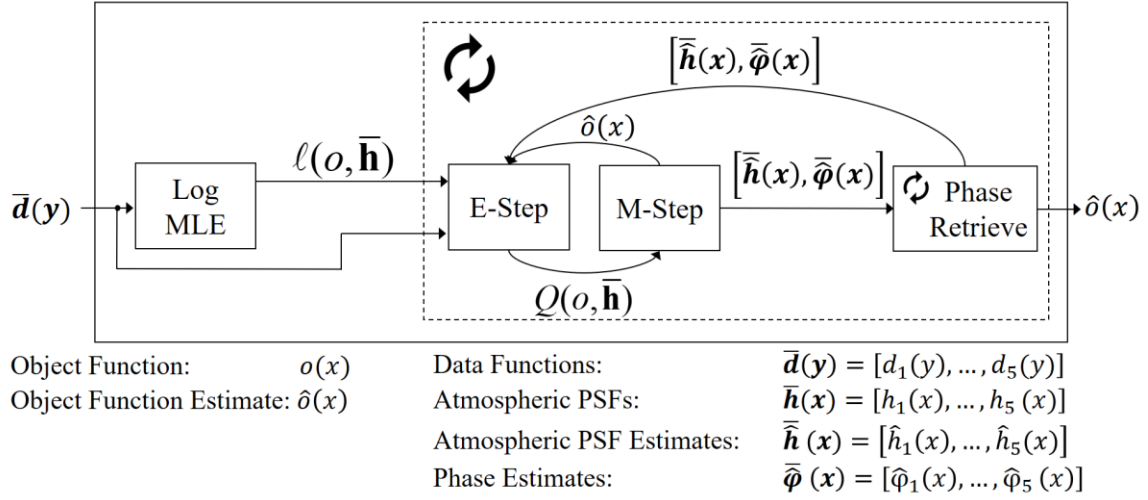 [h̿̂(x), φ̿̂(x)]
ô(x)
ℓ(o, h̄)
[h̿̂(x), φ̿̂(x)]
Log
MLE
E-Step
M-Step
Phase
Retrieve
d̄(y)
ô(x)
Q(o, h̄)
Object Function: o(x)
Object Function Estimate: ô(x)
Data Functions: d̄(y) = [d₁(y), ..., d₅(y)]
Atmospheric PSFs: h̄(x) = [h₁(x), ..., h₅(x)]
Atmospheric PSF Estimates: h̿̂(x) = [ĥ₁(x), ..., ĥ₅(x)]
Phase Estimates: φ̿̂(x) = [φ̂₁(x), ..., φ̂₅(x)]